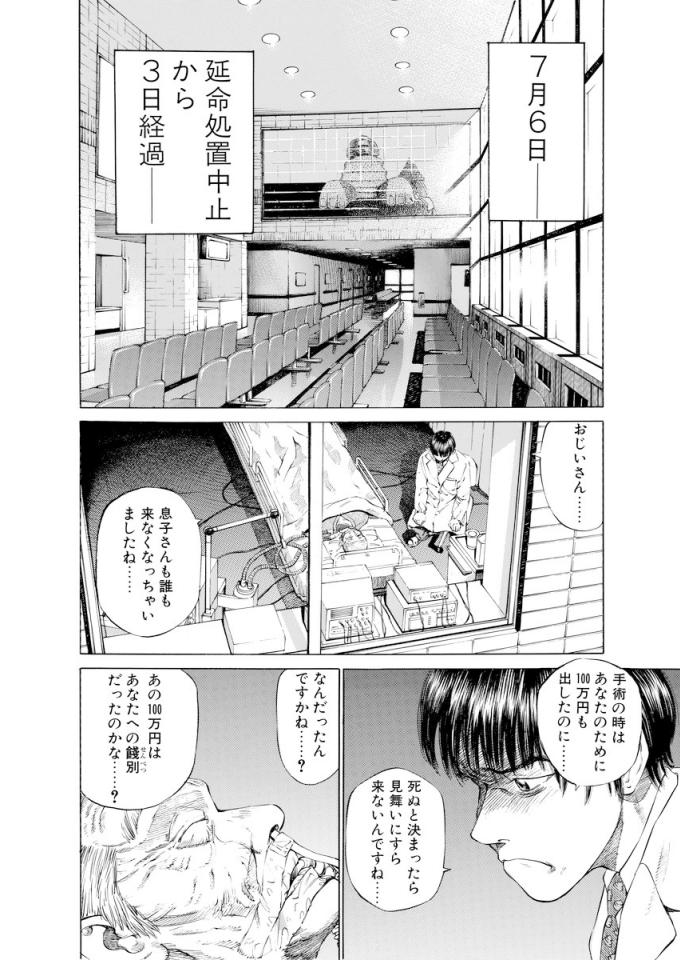 7月6日――
延命処置中止
から
3日経過――
おじいさん……
息子さんも誰も
来なくなっちゃい
ましたね……
手術の時は
あなたのために
100万円も
出したのに……
死ぬと決まったら
見舞いにすら
来ないんですね……
なんだったん
ですかね……?
あの100万円は
あなたへの餞別
せんべつ
だったのかな……?